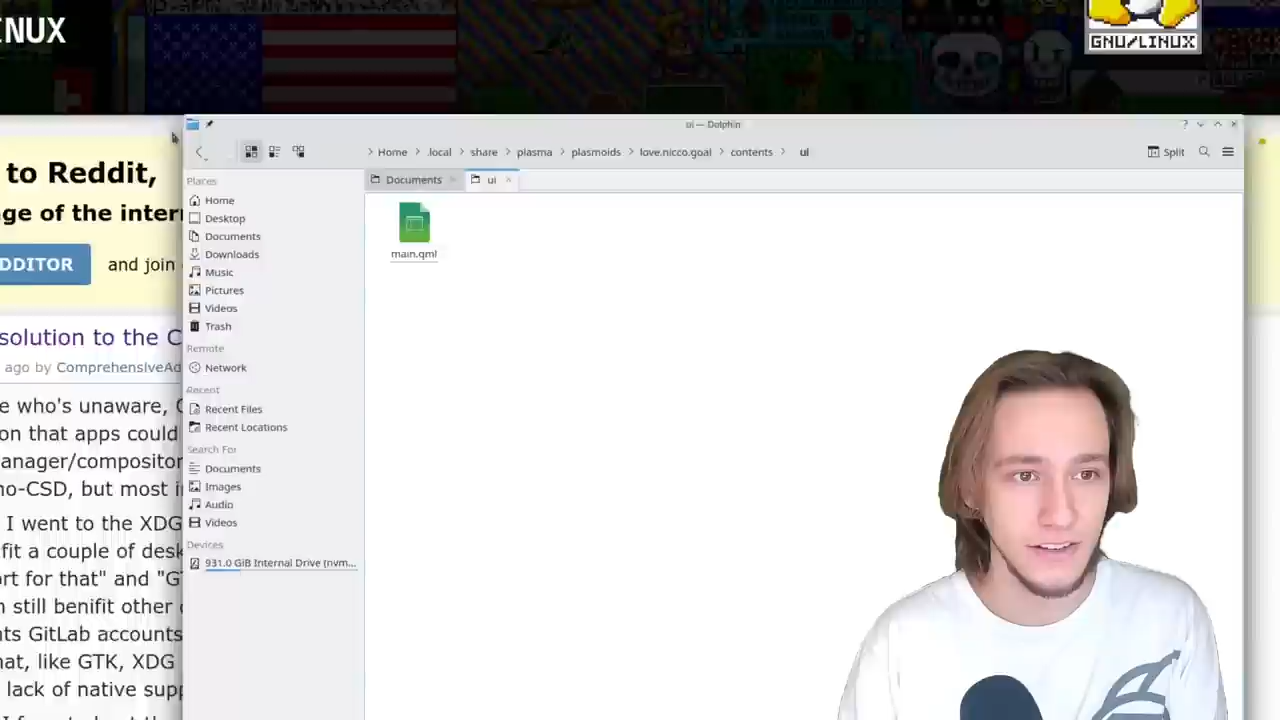 INUX
GNU/LINUX
to Reddit,
ge of the inter
DDITOR
and join
solution to the C
ago by ComprehensiveAd
e who's unaware, C
on that apps could
anager/compositor
no-CSD, but most i
I went to the XDG
fit a couple of desk
ort for that" and "G
n still benifit other
nts GitLab accounts
nat, like GTK, XDG
lack of native supp
ui — Dolphin
> Home > .local > share > plasma > plasmoids > love.nicco.goal > contents > ui
Split
Documents
ui
Places
Home
Desktop
Documents
Downloads
Music
Pictures
Videos
Trash
Remote
Network
Recent
Recent Files
Recent Locations
Search For
Documents
Images
Audio
Videos
Devices
931.0 GiB Internal Drive (nvm...
main.qml